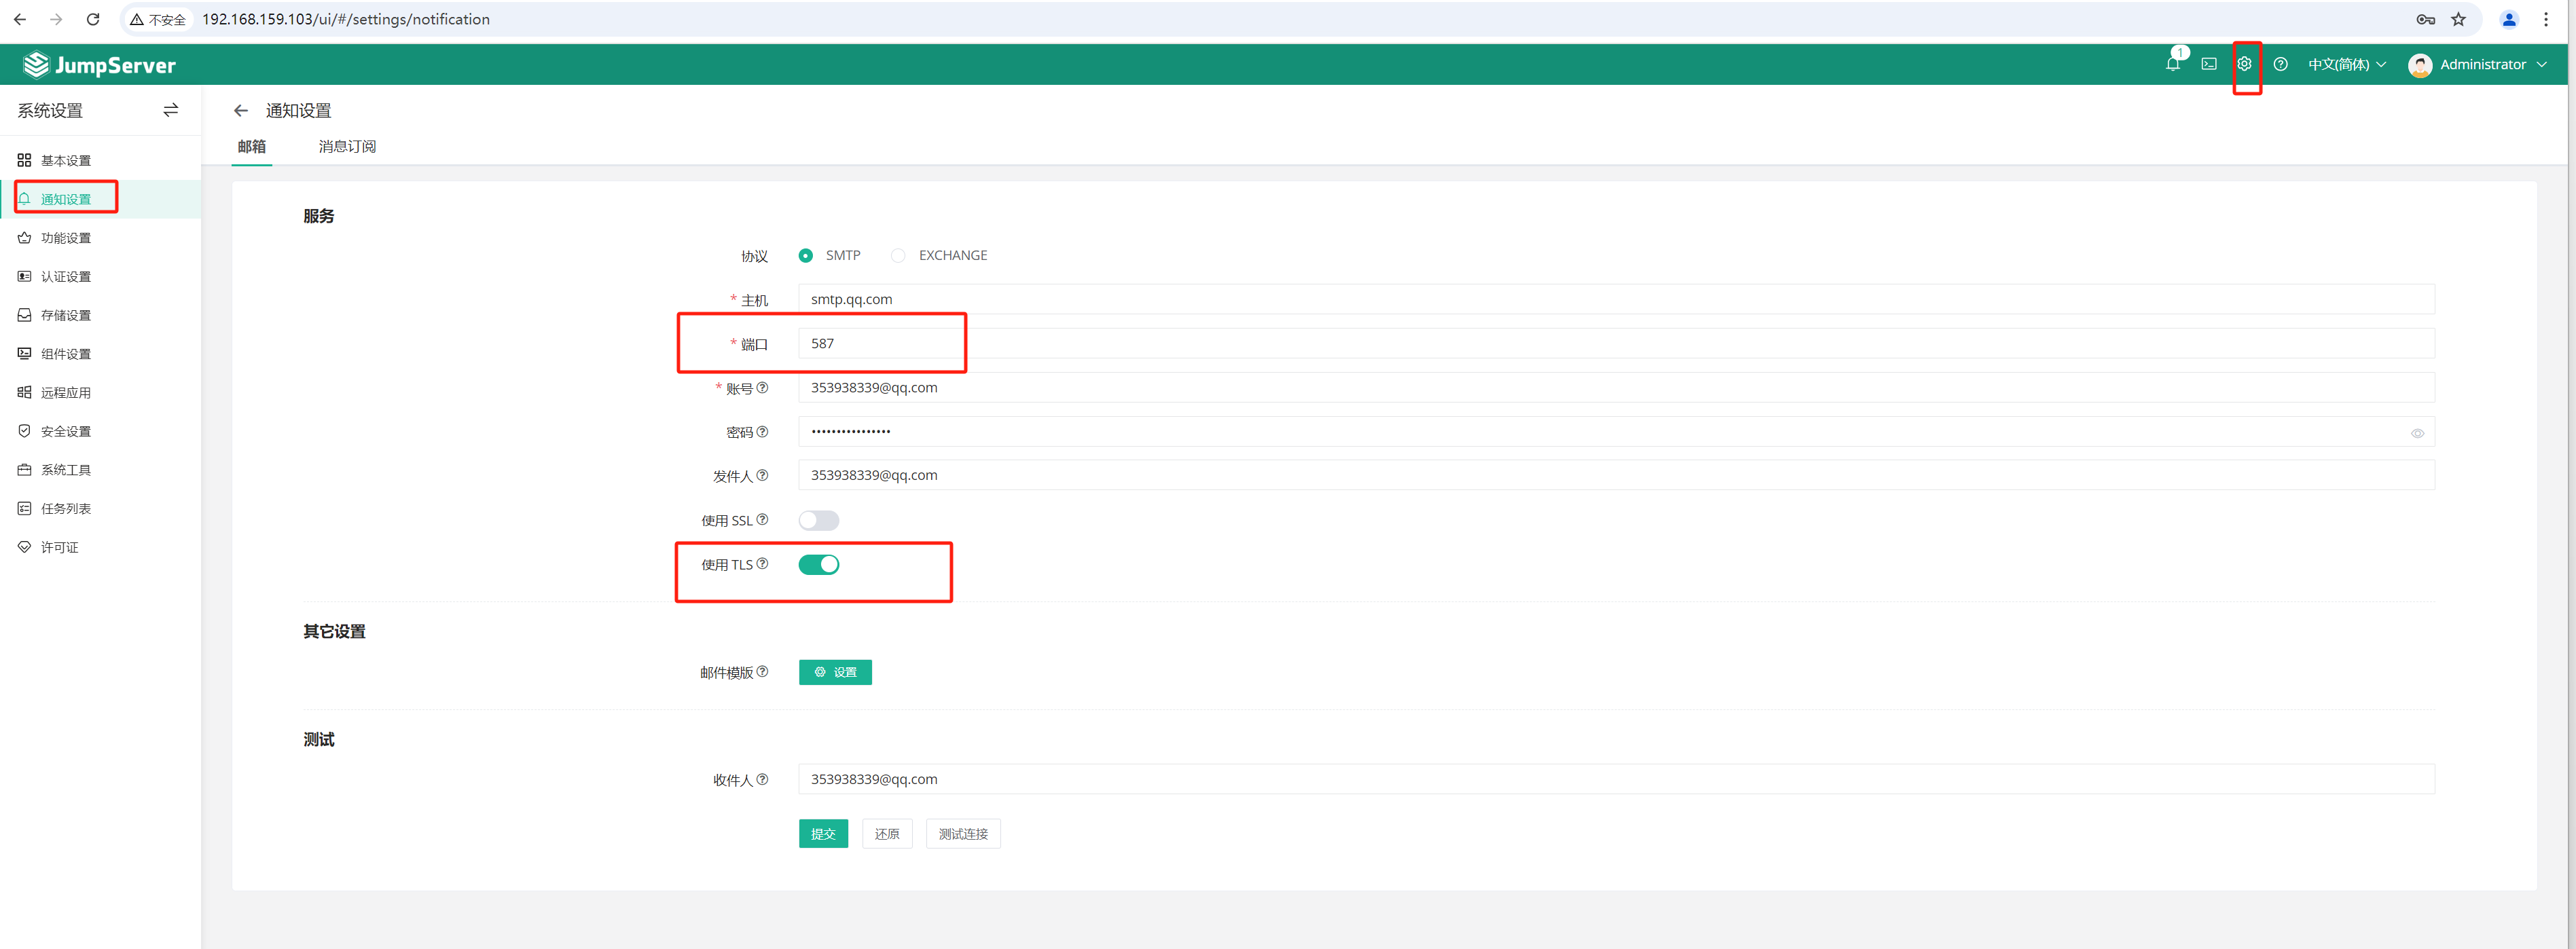 不安全 192.168.159.103/ui/#/settings/notification
JumpServer
1
中文(简体)
Administrator
系统设置
基本设置
通知设置
功能设置
认证设置
存储设置
组件设置
远程应用
安全设置
系统工具
任务列表
许可证
通知设置
邮箱 消息订阅
服务
协议 SMTP EXCHANGE
* 主机 smtp.qq.com
* 端口 587
* 账号 353938339@qq.com
密码 ••••••••••••••••
发件人 353938339@qq.com
使用 SSL
使用 TLS
其它设置
邮件模版 设置
测试
收件人 353938339@qq.com
提交 还原 测试连接